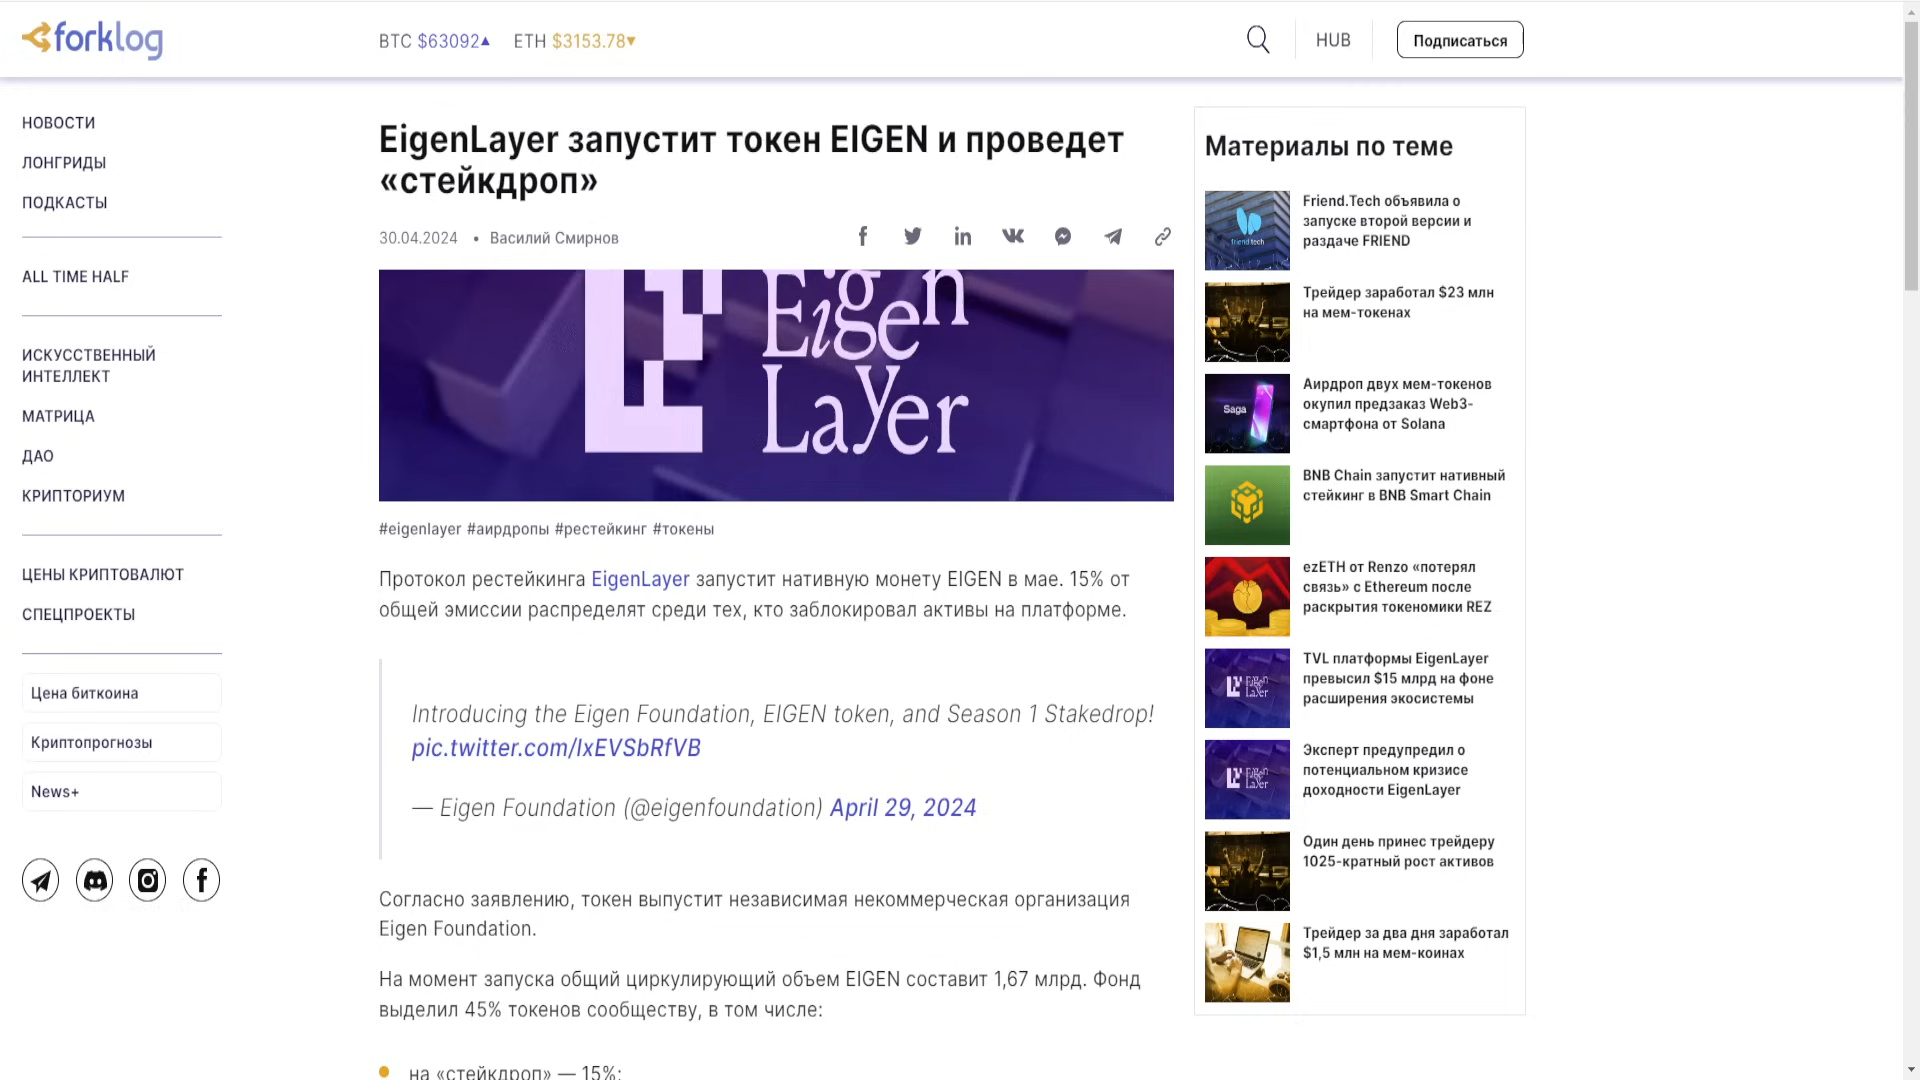 forklog
BTC $63092▲ ETH $3153.78▼
HUB
Подписаться
НОВОСТИ
ЛОНГРИДЫ
ПОДКАСТЫ
ALL TIME HALF
ИСКУССТВЕННЫЙ
ИНТЕЛЛЕКТ
МАТРИЦА
ДАО
КРИПТОРИУМ
ЦЕНЫ КРИПТОВАЛЮТ
СПЕЦПРОЕКТЫ
Цена биткоина
Криптопрогнозы
News+
EigenLayer запустит токен EIGEN и проведет
«стейкдроп»
30.04.2024 • Василий Смирнов
Eigen
Layer
#eigenlayer #аирдропы #рестейкинг #токены
Протокол рестейкинга EigenLayer запустит нативную монету EIGEN в мае. 15% от
общей эмиссии распределят среди тех, кто заблокировал активы на платформе.
Introducing the Eigen Foundation, EIGEN token, and Season 1 Stakedrop!
pic.twitter.com/IxEVSbRfVB
— Eigen Foundation (@eigenfoundation) April 29, 2024
Согласно заявлению, токен выпустит независимая некоммерческая организация
Eigen Foundation.
На момент запуска общий циркулирующий объем EIGEN составит 1,67 млрд. Фонд
выделил 45% токенов сообществу, в том числе:
на «стейкдроп» — 15%;
Материалы по теме
friend.tech
Friend.Tech объявила о
запуске второй версии и
раздаче FRIEND
Трейдер заработал $23 млн
на мем-токенах
Saga
Аирдроп двух мем-токенов
окупил предзаказ Web3-
смартфона от Solana
BNB Chain запустит нативный
стейкинг в BNB Smart Chain
ezETH от Renzo «потерял
связь» с Ethereum после
раскрытия токеномики REZ
Eigen
Layer
TVL платформы EigenLayer
превысил $15 млрд на фоне
расширения экосистемы
Eigen
Layer
Эксперт предупредил о
потенциальном кризисе
доходности EigenLayer
Один день принес трейдеру
1025-кратный рост активов
Трейдер за два дня заработал
$1,5 млн на мем-коинах